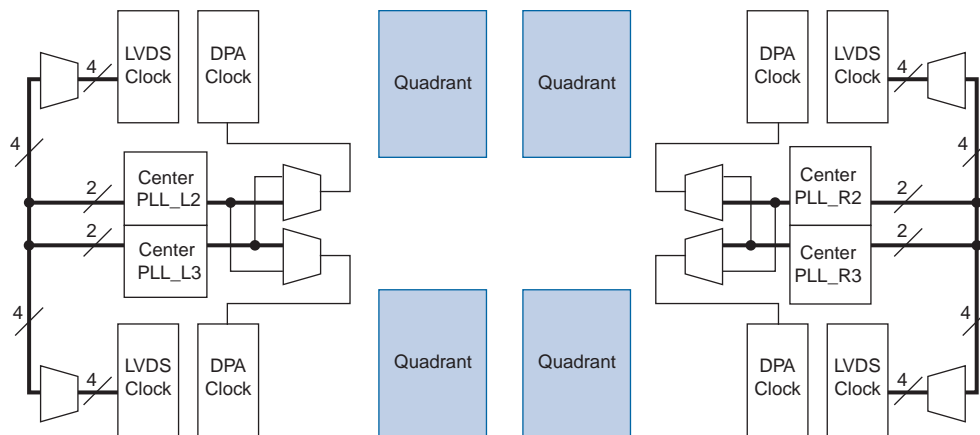 LVDS
Clock
DPA
Clock
Quadrant
Quadrant
DPA
Clock
LVDS
Clock
4
4
4
4
2
Center
PLL_L2
Center
PLL_R2
2
2
Center
PLL_L3
Center
PLL_R3
2
4
4
4
LVDS
Clock
DPA
Clock
Quadrant
Quadrant
DPA
Clock
LVDS
Clock
4